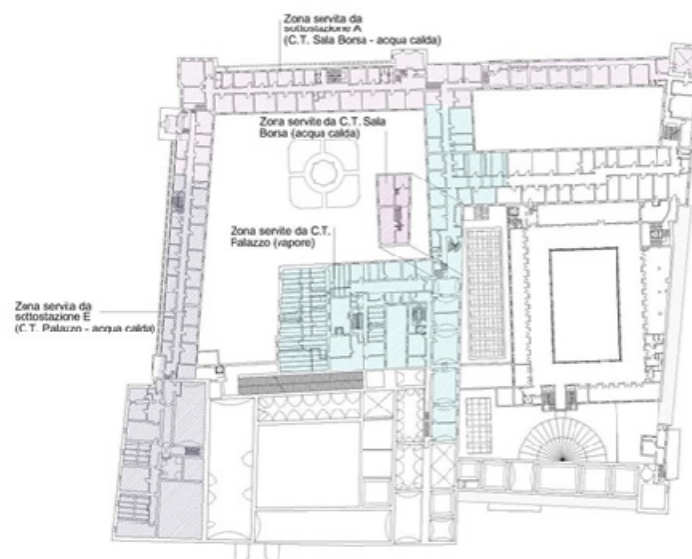 Zona servita da
sottostazione A
(C.T. Sala Borsa - acqua calda)
Zona servite da C.T. Sala
Borsa (acqua calda)
Zona servite da C.T.
Palazzo (vapore)
Zona servita da
sottostazione E
(C.T. Palazzo - acqua calda)